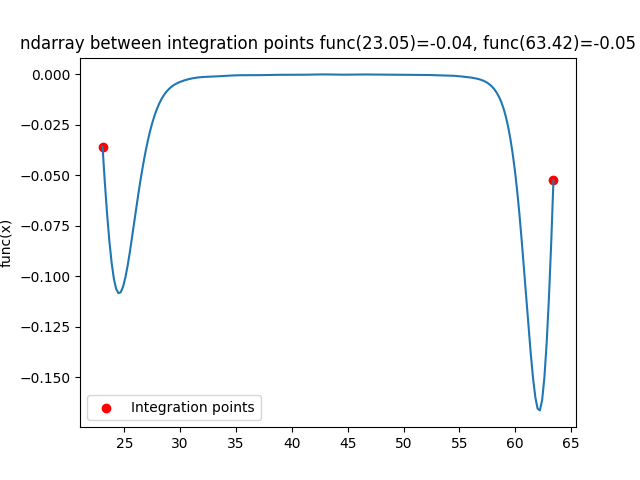 ndarray between integration points func(23.05)=-0.04, func(63.42)=-0.05
0.000
−0.025
−0.050
−0.075
−0.100
−0.125
−0.150
func(x)
Integration points
25 30 35 40 45 50 55 60 65